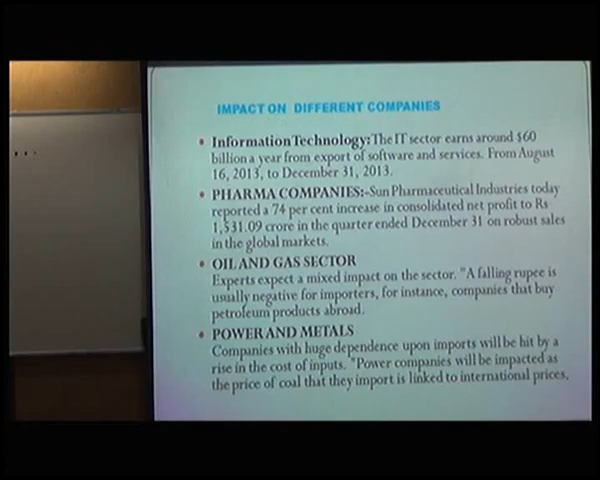 IMPACT ON DIFFERENT COMPANIES
• Information Technology: The IT sector earns around $60
billion a year from export of software and services. From August
16, 2013, to December 31, 2013.
• PHARMA COMPANIES:-Sun Pharmaceutical Industries today
reported a 74 per cent increase in consolidated net profit to Rs
1,531.09 crore in the quarter ended December 31 on robust sales
in the global markets.
• OIL AND GAS SECTOR
Experts expect a mixed impact on the sector. "A falling rupee is
usually negative for importers, for instance, companies that buy
petroleum products abroad.
• POWER AND METALS
Companies with huge dependence upon imports will be hit by a
rise in the cost of inputs. "Power companies will be impacted as
the price of coal that they import is linked to international prices,